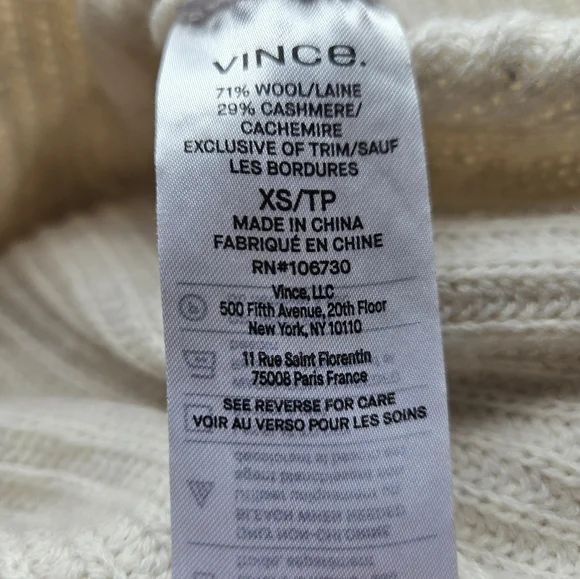 VINCE.
71% WOOL/LAINE
29% CASHMERE/
CACHEMIRE
EXCLUSIVE OF TRIM/SAUF
LES BORDURES
XS/TP
MADE IN CHINA
FABRIQUÉ EN CHINE
RN#106730
Vince, LLC
500 Fifth Avenue, 20th Floor
New York, NY 10110
11 Rue Saint Florentin
75008 Paris France
SEE REVERSE FOR CARE
VOIR AU VERSO POUR LES SOINS